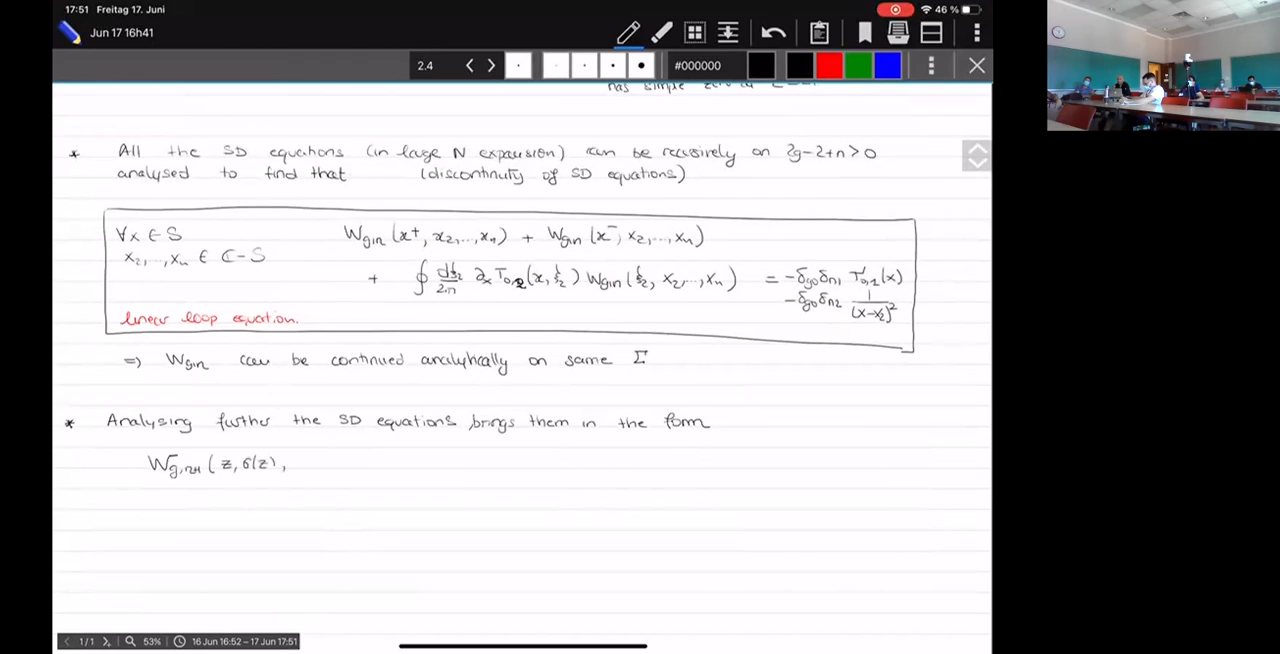 17:51 Freitag 17. Juni
46 %
Jun 17 16h41
2.4
#000000
has simple zero
* All the SD equations (in large N expansion) can be recursively on 2g-2+n>0
analysed to find that (discontinuity of SD equations)
∀x ∈ S W_{g,n}(x⁺, x₂,...,xₙ) + W_{g,n}(x⁻, x₂,...,xₙ)
x₂,...,xₙ ∈ ℂ-S
+ ∮ dξ₂/2iπ ∂ₓT_{0,2}(x, ξ₂) W_{g,n}(ξ₂, x₂,...,xₙ) = -δ_{g0}δ_{n1} T'_{0,1}(x)
-δ_{g0}δ_{n2} 1/(x-x₂)²
linear loop equation.
⇒ W_{g,n} can be continued analytically on same Σ
* Analysing further the SD equations brings them in the form
W_{g,n+1}(z, σ(z),
1/1 53% 16 Jun 16:52 – 17 Jun 17:51